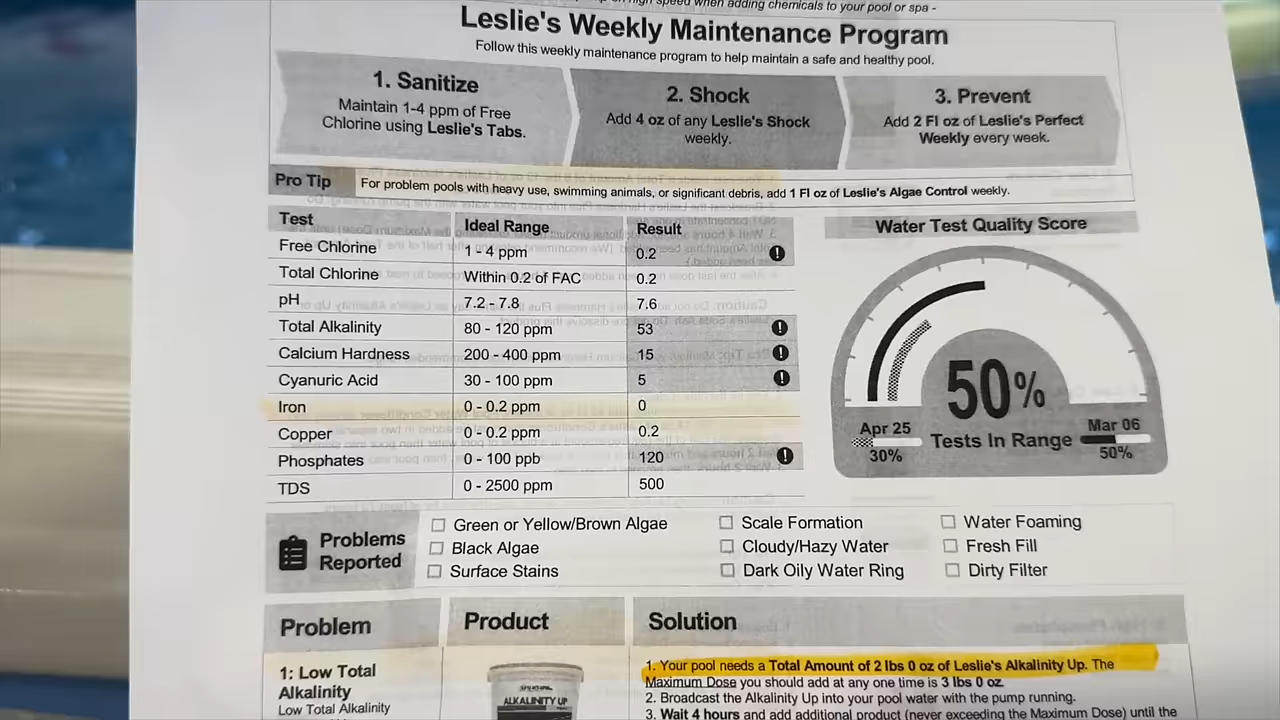 speed when adding chemicals to your pool or spa -
Leslie's Weekly Maintenance Program
Follow this weekly maintenance program to help maintain a safe and healthy pool.
1. Sanitize
Maintain 1-4 ppm of Free
Chlorine using Leslie's Tabs.
2. Shock
Add 4 oz of any Leslie's Shock
weekly.
3. Prevent
Add 2 Fl oz of Leslie's Perfect
Weekly every week.
Pro Tip For problem pools with heavy use, swimming animals, or significant debris, add 1 Fl oz of Leslie's Algae Control weekly.
Test Ideal Range Result
Free Chlorine 1 - 4 ppm 0.2 !
Total Chlorine Within 0.2 of FAC 0.2
pH 7.2 - 7.8 7.6
Total Alkalinity 80 - 120 ppm 53 !
Calcium Hardness 200 - 400 ppm 15 !
Cyanuric Acid 30 - 100 ppm 5 !
Iron 0 - 0.2 ppm 0
Copper 0 - 0.2 ppm 0.2
Phosphates 0 - 100 ppb 120 !
TDS 0 - 2500 ppm 500
Water Test Quality Score
50%
Tests In Range
Apr 25
30%
Mar 06
50%
Problems
Reported
Green or Yellow/Brown Algae
Black Algae
Surface Stains
Scale Formation
Cloudy/Hazy Water
Dark Oily Water Ring
Water Foaming
Fresh Fill
Dirty Filter
Problem Product Solution
1: Low Total
Alkalinity
Low Total Alkalinity
ALKALINITY UP
1. Your pool needs a Total Amount of 2 lbs 0 oz of Leslie's Alkalinity Up. The
Maximum Dose you should add at any one time is 3 lbs 0 oz.
2. Broadcast the Alkalinity Up into your pool water with the pump running.
3. Wait 4 hours and add additional product (never exceeding the Maximum Dose) until the